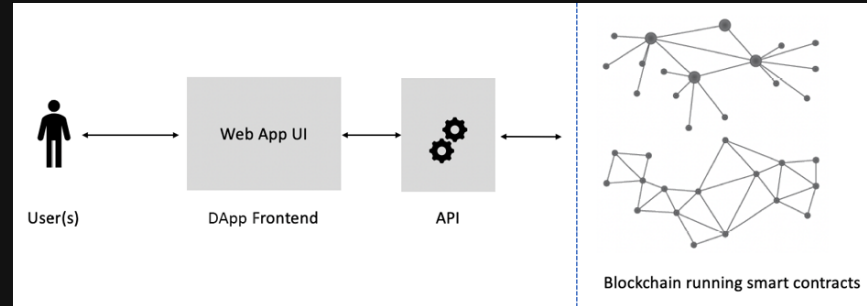 Web App UI
User(s)
DApp Frontend
API
Blockchain running smart contracts